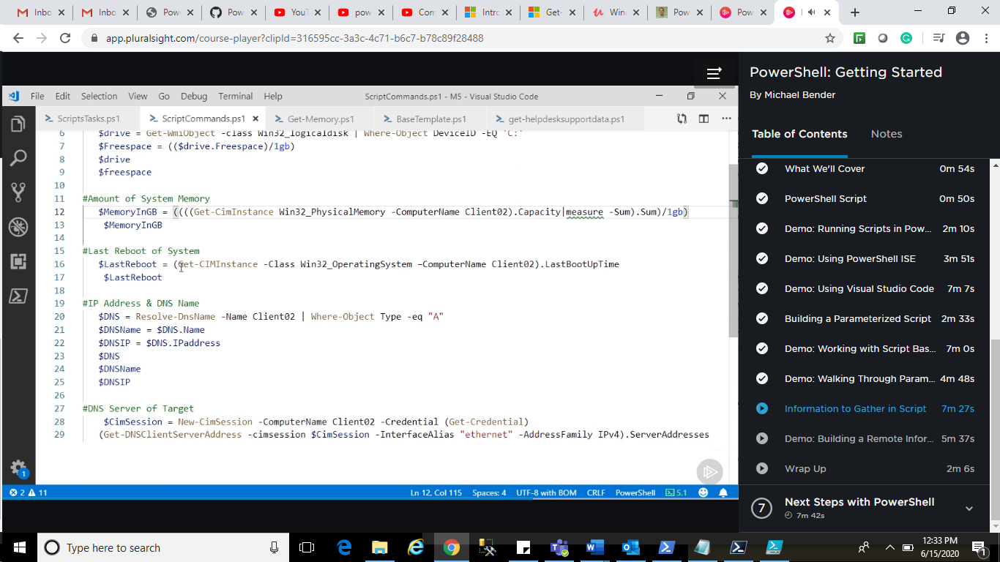 Inbo
Inbo
Pow
Pow
YouT
pow
Com
Intro
Get-
Win
Pow
Pow
app.pluralsight.com/course-player?clipId=316595cc-3a3c-4c71-b6c7-b78c89f28488
File Edit Selection View Go Debug Terminal Help
ScriptCommands.ps1 - M5 - Visual Studio Code
ScriptsTasks.ps1
ScriptCommands.ps1
Get-Memory.ps1
BaseTemplate.ps1
get-helpdesksupportdata.ps1
6 $drive = Get-WmiObject -class Win32_logicaldisk | Where-Object DeviceID -EQ 'C:'
7 $Freespace = (($drive.Freespace)/1gb)
8 $drive
9 $freespace
10
11 #Amount of System Memory
12 $MemoryInGB = ((((Get-CimInstance Win32_PhysicalMemory -ComputerName Client02).Capacity|measure -Sum).Sum)/1gb)
13 $MemoryInGB
14
15 #Last Reboot of System
16 $LastReboot = (Get-CIMInstance -Class Win32_OperatingSystem –ComputerName Client02).LastBootUpTime
17 $LastReboot
18
19 #IP Address & DNS Name
20 $DNS = Resolve-DnsName -Name Client02 | Where-Object Type -eq "A"
21 $DNSName = $DNS.Name
22 $DNSIP = $DNS.IPaddress
23 $DNS
24 $DNSName
25 $DNSIP
26
27 #DNS Server of Target
28 $CimSession = New-CimSession -ComputerName Client02 -Credential (Get-Credential)
29 (Get-DNSClientServerAddress -cimsession $CimSession -InterfaceAlias "ethernet" -AddressFamily IPv4).ServerAddresses
1
2 11
Ln 12, Col 115 Spaces: 4 UTF-8 with BOM CRLF PowerShell 5.1
PowerShell: Getting Started
By Michael Bender
Table of Contents Notes
What We'll Cover 0m 54s
PowerShell Script 0m 50s
Demo: Running Scripts in Pow... 2m 10s
Demo: Using PowerShell ISE 3m 51s
Demo: Using Visual Studio Code 7m 7s
Building a Parameterized Script 2m 33s
Demo: Working with Script Bas... 7m 0s
Demo: Walking Through Param... 4m 48s
Information to Gather in Script 7m 27s
Demo: Building a Remote Infor... 5m 37s
Wrap Up 2m 6s
7 Next Steps with PowerShell
7m 42s
Type here to search
12:33 PM
6/15/2020
1